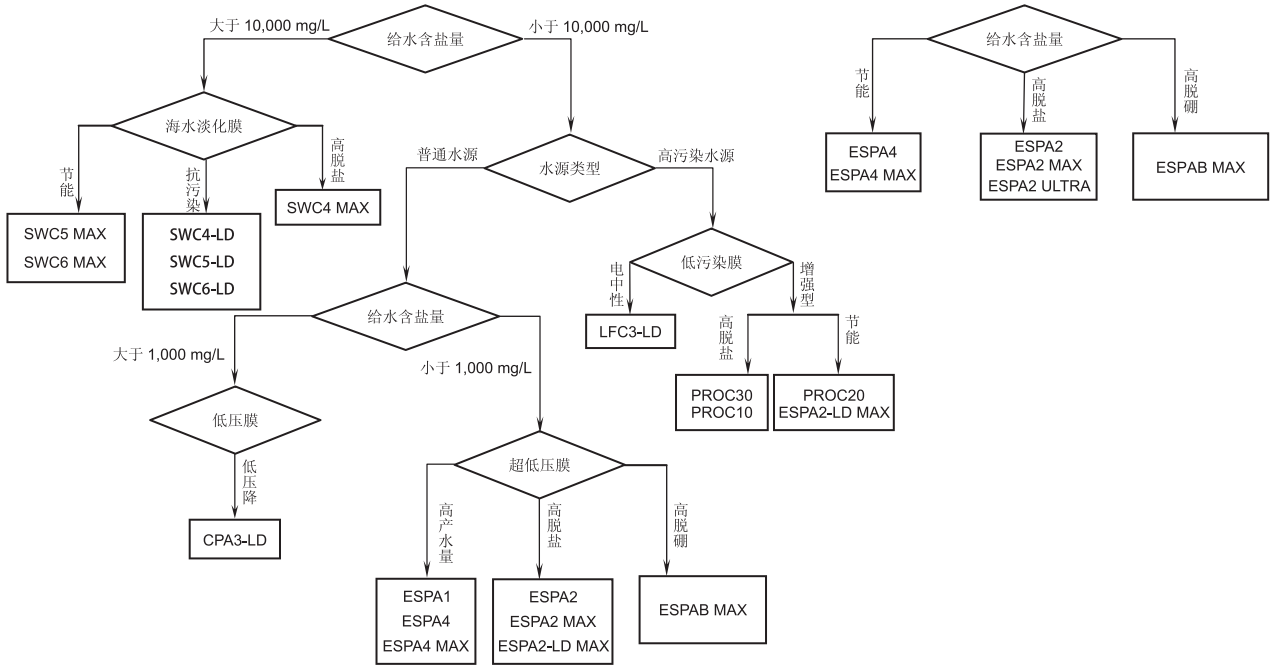 大于 10,000 mg/L
给水含盐量
小于 10,000 mg/L
海水淡化膜
节能
抗污染
高脱盐
SWC5 MAX
SWC6 MAX
SWC4-LD
SWC5-LD
SWC6-LD
SWC4 MAX
普通水源
水源类型
高污染水源
给水含盐量
大于 1,000 mg/L
小于 1,000 mg/L
低压膜
低压降
CPA3-LD
超低压膜
高产水量
高脱盐
高脱硼
ESPA1
ESPA4
ESPA4 MAX
ESPA2
ESPA2 MAX
ESPA2-LD MAX
ESPAB MAX
低污染膜
电中性
增强型
LFC3-LD
高脱盐
节能
PROC30
PROC10
PROC20
ESPA2-LD MAX
给水含盐量
节能
高脱盐
高脱硼
ESPA4
ESPA4 MAX
ESPA2
ESPA2 MAX
ESPA2 ULTRA
ESPAB MAX